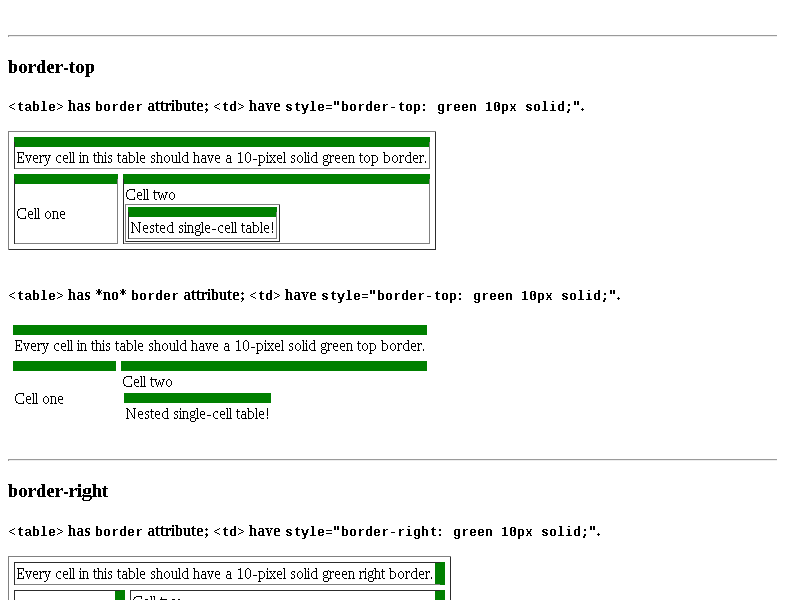 border-top
<table> has border attribute; <td> have style="border-top: green 10px solid;".
Every cell in this table should have a 10-pixel solid green top border.
Cell one
Cell two
Nested single-cell table!
<table> has *no* border attribute; <td> have style="border-top: green 10px solid;".
Every cell in this table should have a 10-pixel solid green top border.
Cell one
Cell two
Nested single-cell table!
border-right
<table> has border attribute; <td> have style="border-right: green 10px solid;".
Every cell in this table should have a 10-pixel solid green right border.